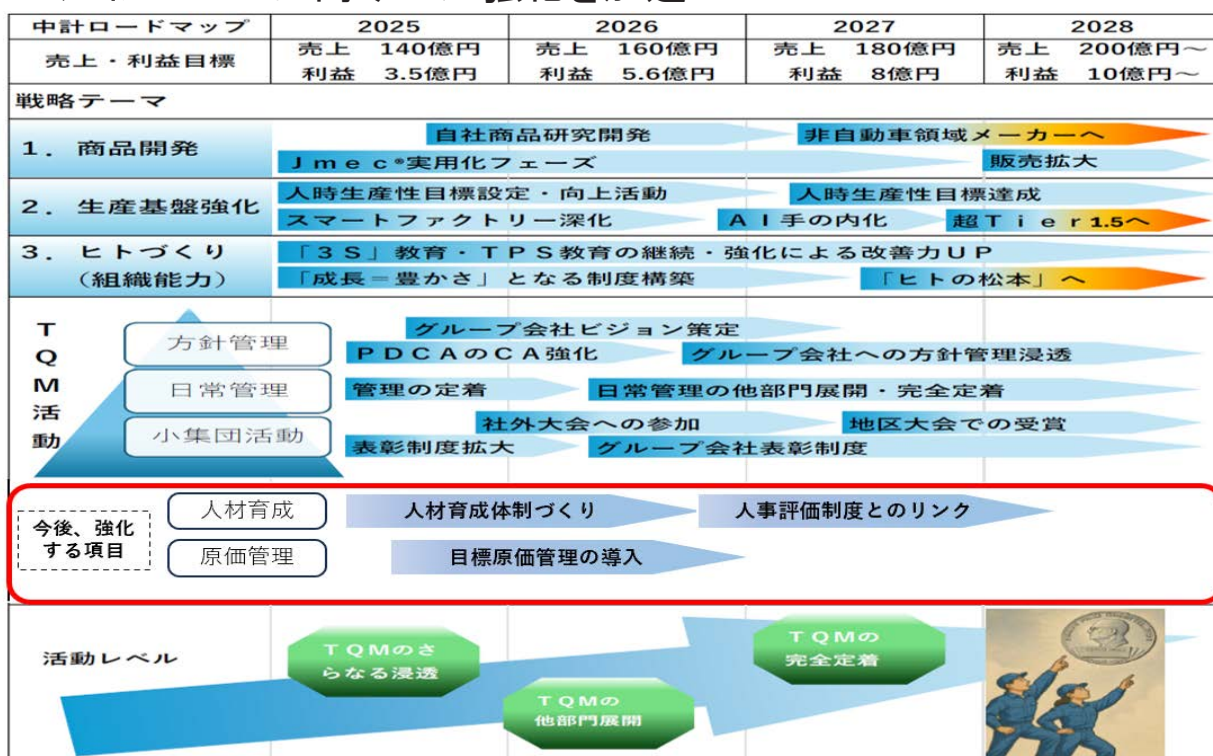 中計ロードマップ 2025 2026 2027 2028
売上・利益目標
売上 140億円 売上 160億円 売上 180億円 売上 200億円～
利益 3.5億円 利益 5.6億円 利益 8億円 利益 10億円～
戦略テーマ
1．商品開発
自社商品研究開発 非自動車領域メーカーへ
Ｊｍｅｃ®実用化フェーズ 販売拡大
2．生産基盤強化
人時生産性目標設定・向上活動 人時生産性目標達成
スマートファクトリー深化 ＡＩ手の内化 超Ｔｉｅｒ1.5へ
3．ヒトづくり
（組織能力）
「３Ｓ」教育・ＴＰＳ教育の継続・強化による改善力ＵＰ
「成長＝豊かさ」となる制度構築 「ヒトの松本」へ
ＴＱＭ活動
方針管理
グループ会社ビジョン策定
ＰＤＣＡのＣＡ強化 グループ会社への方針管理浸透
日常管理
管理の定着 日常管理の他部門展開・完全定着
小集団活動
社外大会への参加 地区大会での受賞
表彰制度拡大 グループ会社表彰制度
今後、強化
する項目
人材育成 人材育成体制づくり 人事評価制度とのリンク
原価管理 目標原価管理の導入
活動レベル
ＴＱＭのさ
らなる浸透
ＴＱＭの
他部門展開
ＴＱＭの
完全定着